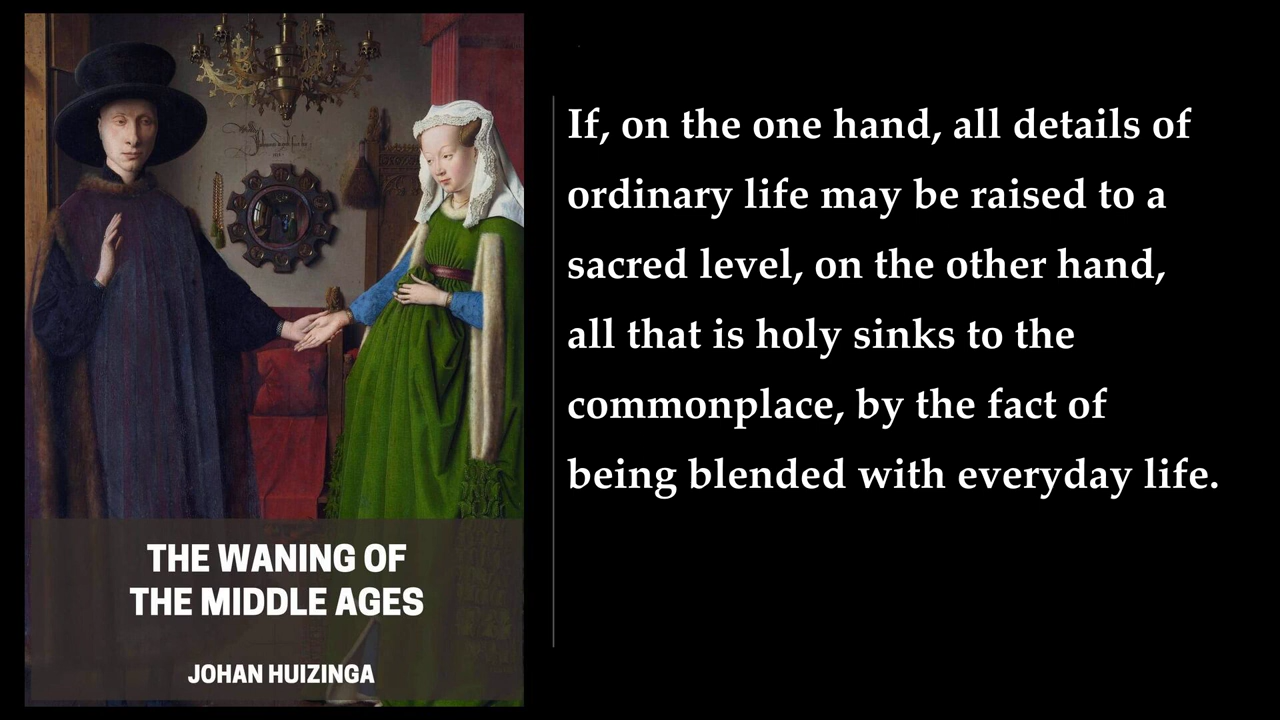 THE WANING OF
THE MIDDLE AGES
JOHAN HUIZINGA
If, on the one hand, all details of
ordinary life may be raised to a
sacred level, on the other hand,
all that is holy sinks to the
commonplace, by the fact of
being blended with everyday life.